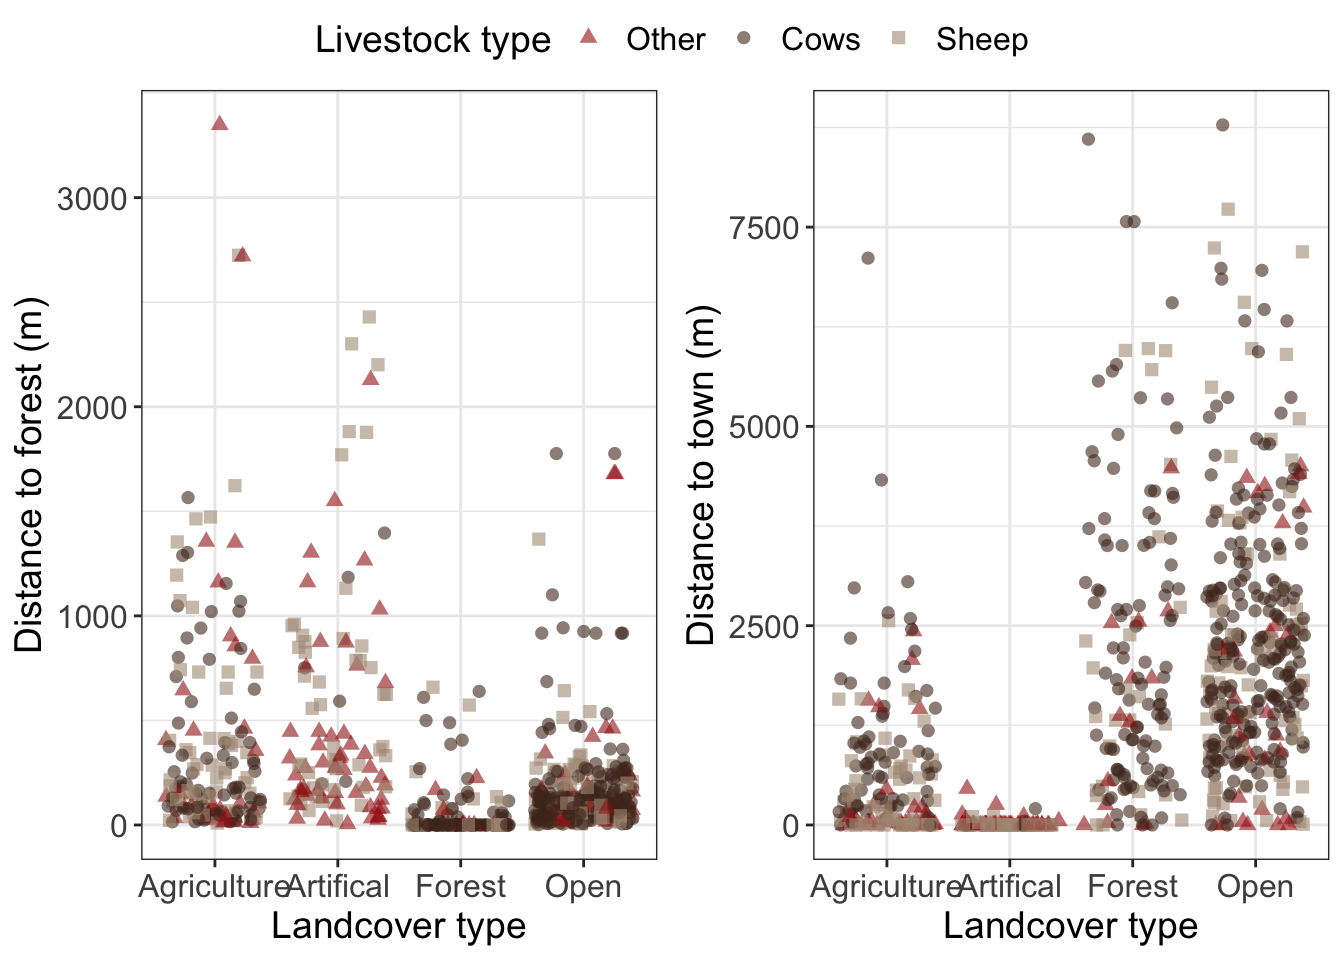 Livestock type Other Cows Sheep
Distance to forest (m)
3000
2000
1000
0
Agriculture Artifical Forest Open
Landcover type
Distance to town (m)
7500
5000
2500
0
Agriculture Artifical Forest Open
Landcover type